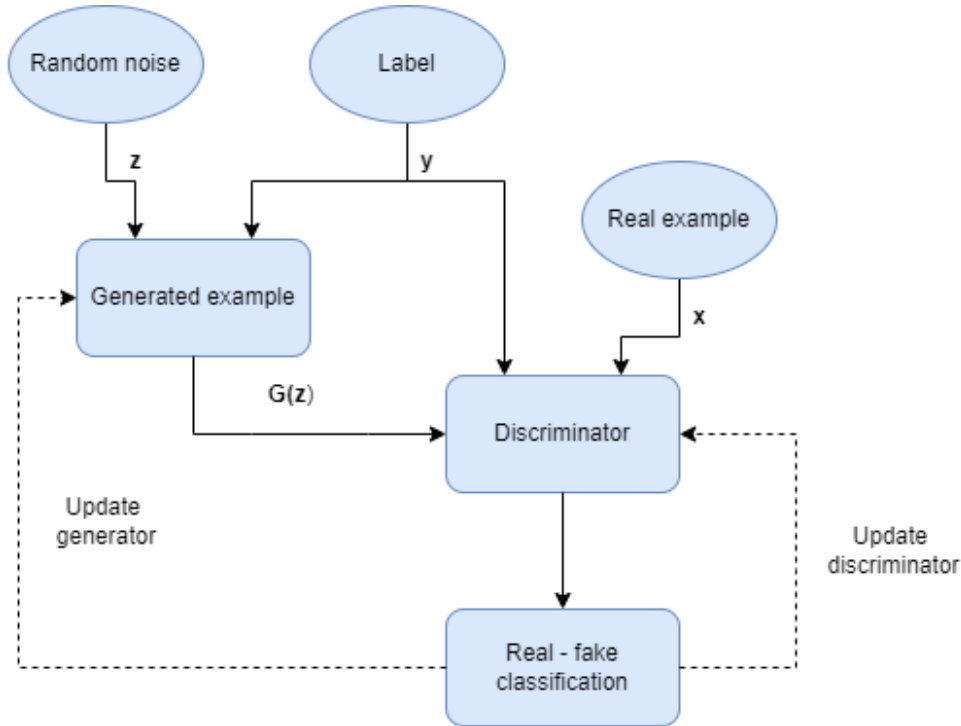 Random noise
Label
z
y
Real example
Generated example
x
G(z)
Discriminator
Update
generator
Update
discriminator
Real - fake
classification